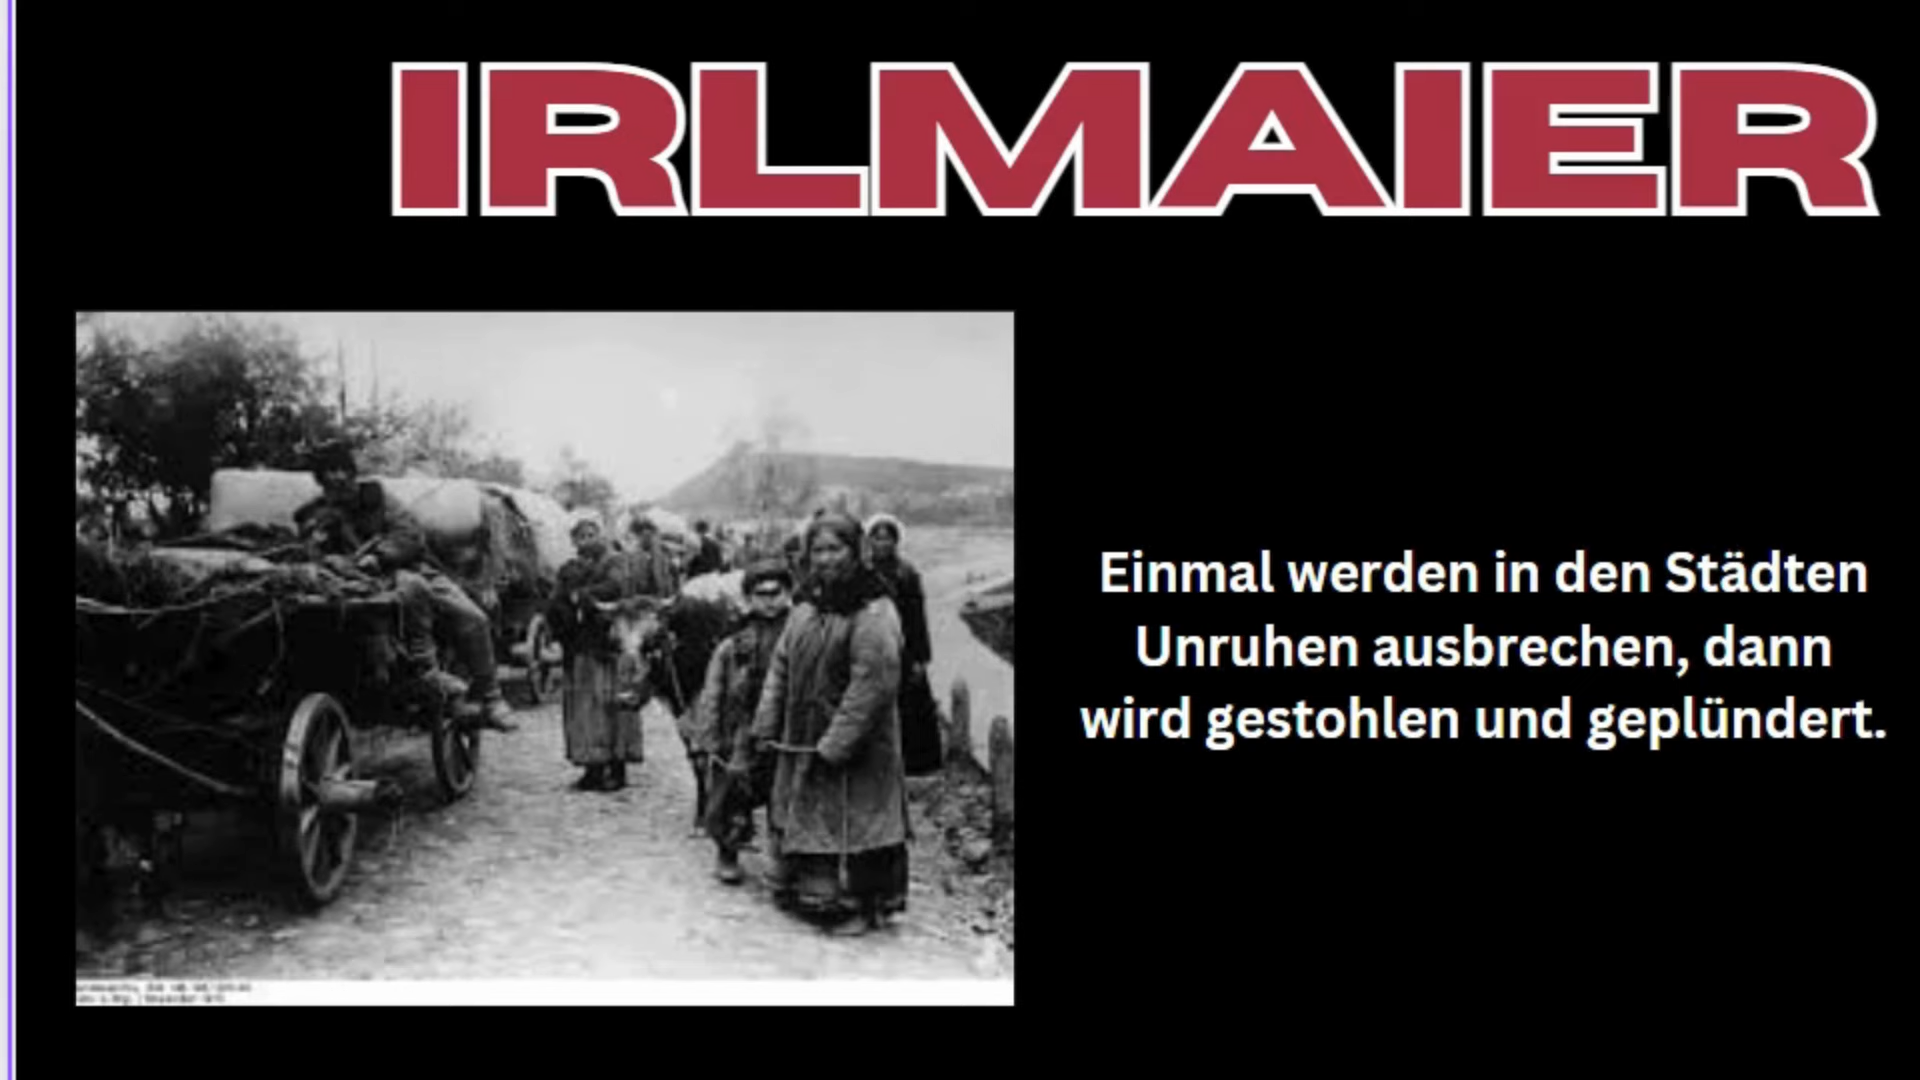 IRLMAIER
Einmal werden in den Städten
Unruhen ausbrechen, dann
wird gestohlen und geplündert.